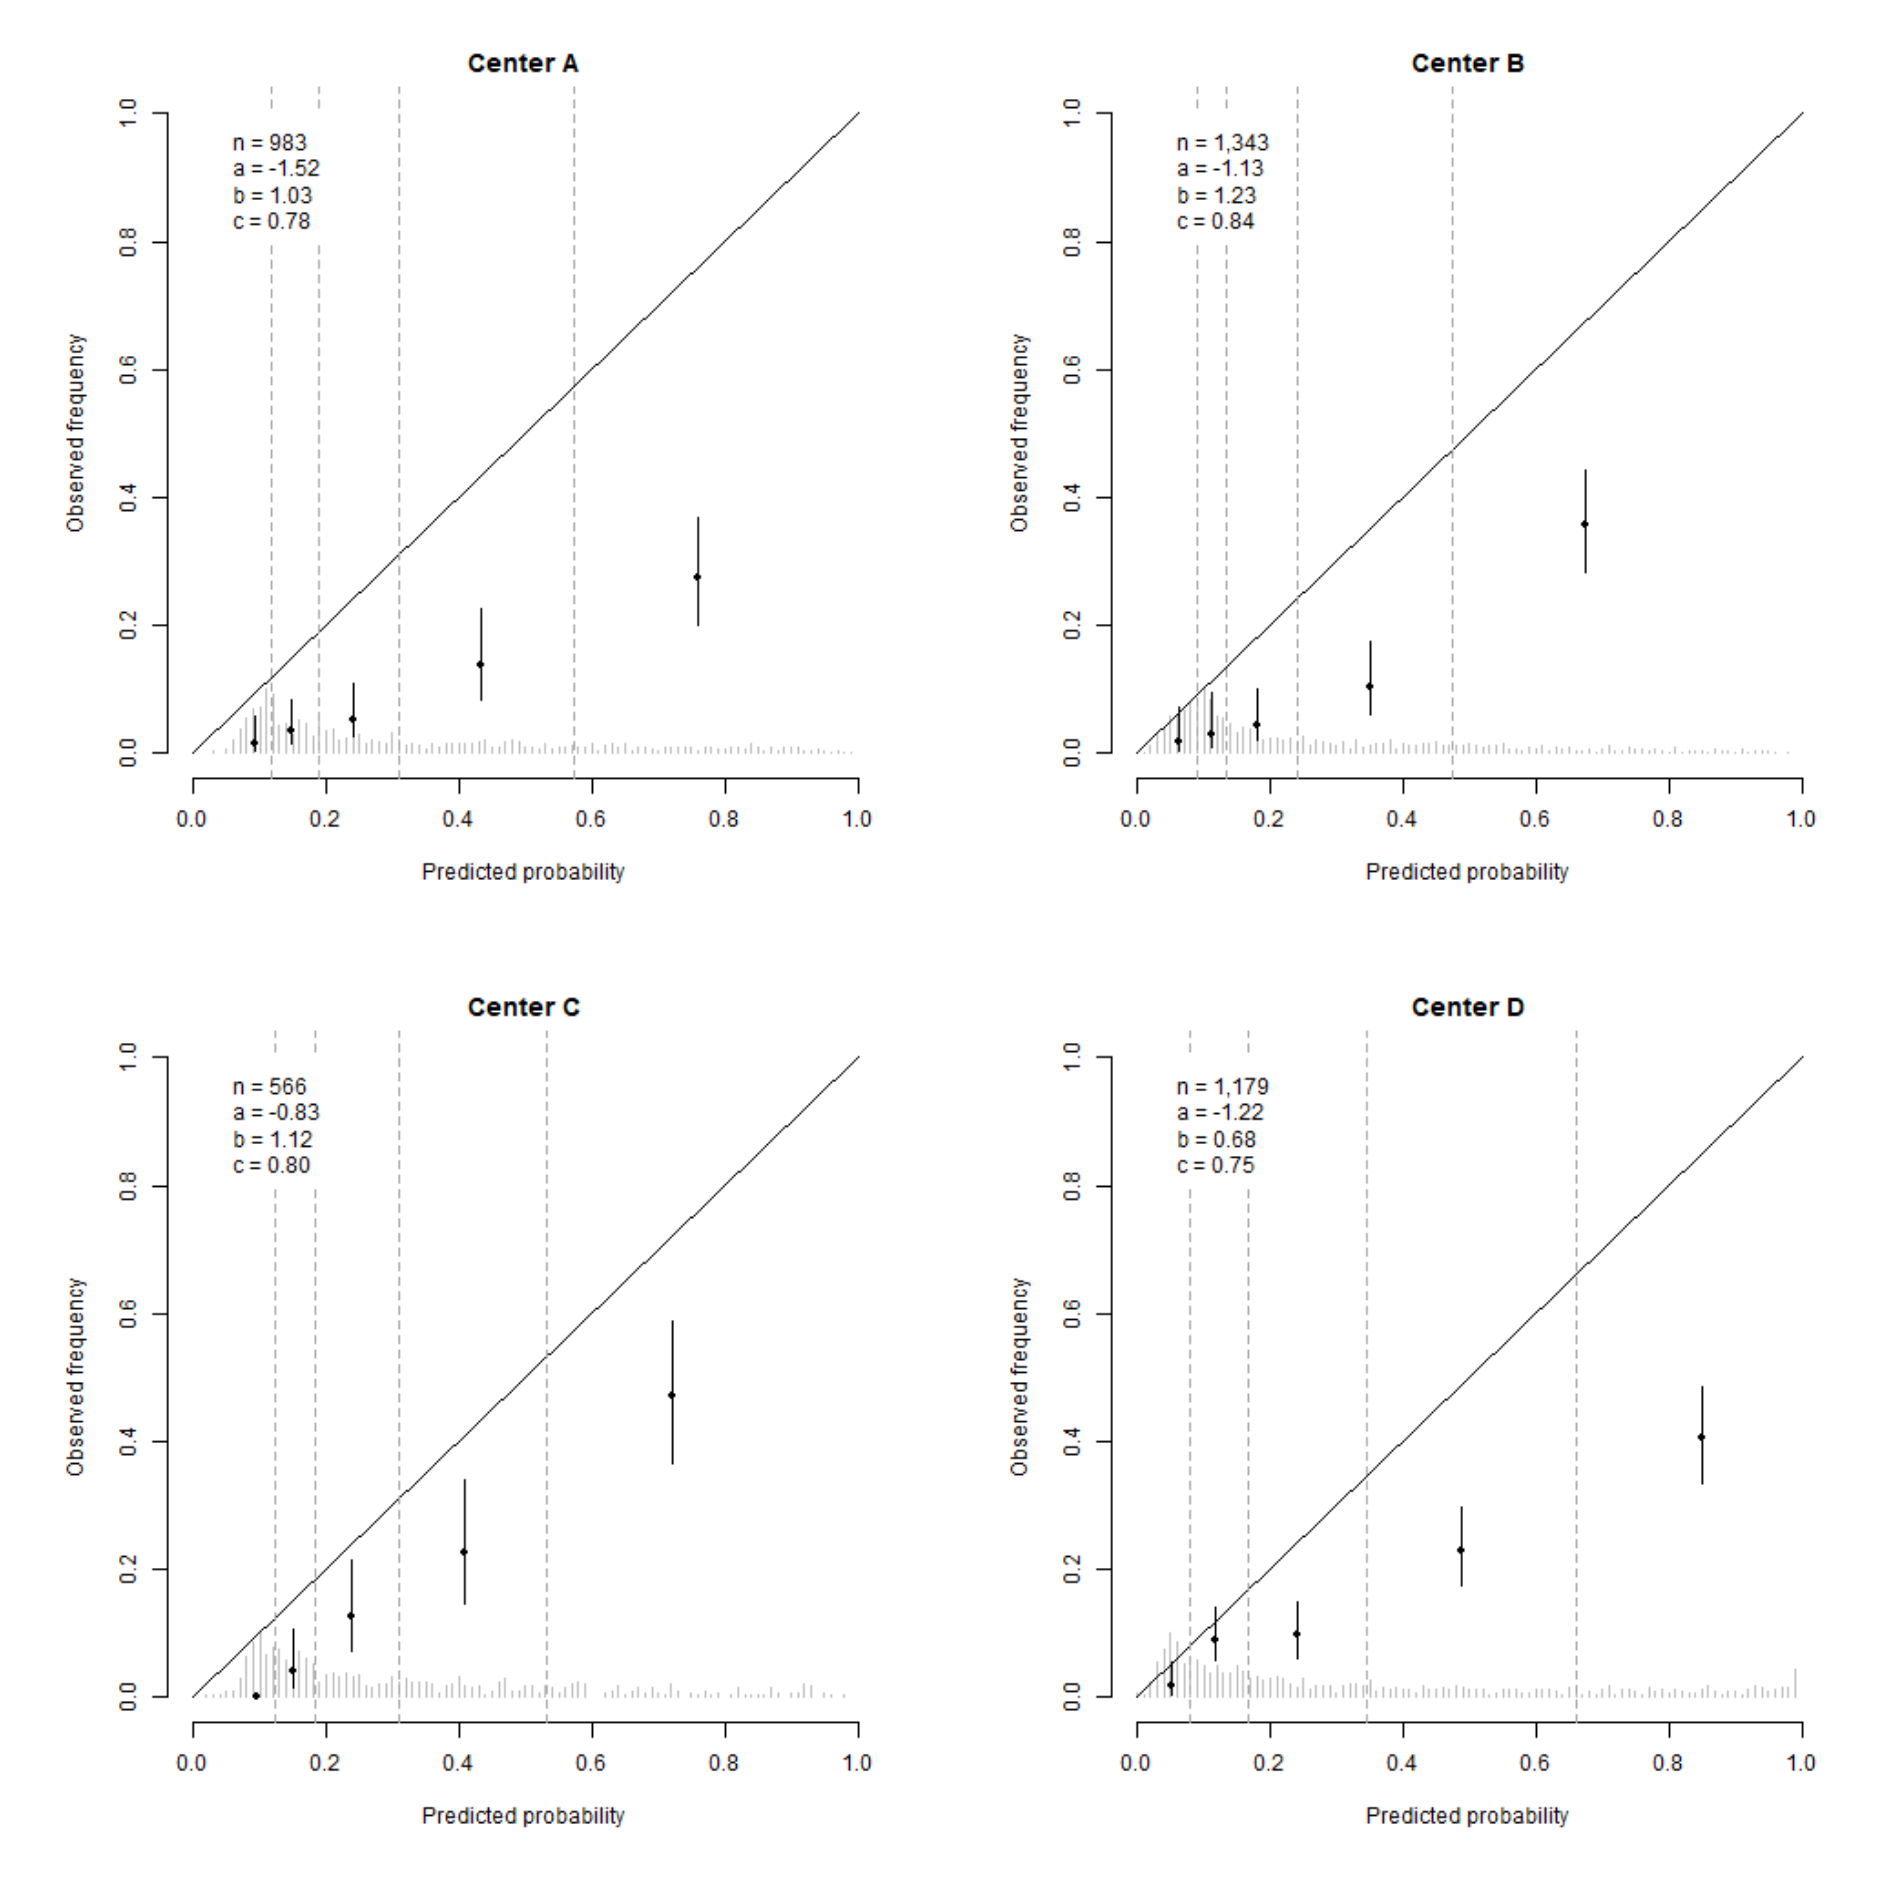 Center A
n = 983
a = -1.52
b = 1.03
c = 0.78
Observed frequency
0.0 0.2 0.4 0.6 0.8 1.0
0.0 0.2 0.4 0.6 0.8 1.0
Predicted probability
Center B
n = 1,343
a = -1.13
b = 1.23
c = 0.84
Observed frequency
0.0 0.2 0.4 0.6 0.8 1.0
0.0 0.2 0.4 0.6 0.8 1.0
Predicted probability
Center C
n = 566
a = -0.83
b = 1.12
c = 0.80
Observed frequency
0.0 0.2 0.4 0.6 0.8 1.0
0.0 0.2 0.4 0.6 0.8 1.0
Predicted probability
Center D
n = 1,179
a = -1.22
b = 0.68
c = 0.75
Observed frequency
0.0 0.2 0.4 0.6 0.8 1.0
0.0 0.2 0.4 0.6 0.8 1.0
Predicted probability